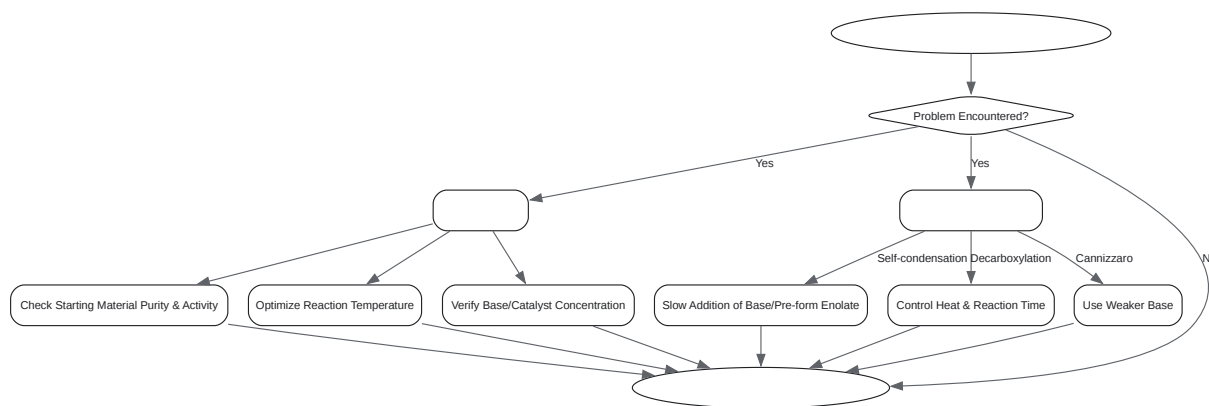 Problem Encountered?
Yes
Yes
Self-condensation
Decarboxylation
Cannizzaro
N
Check Starting Material Purity & Activity
Optimize Reaction Temperature
Verify Base/Catalyst Concentration
Slow Addition of Base/Pre-form Enolate
Control Heat & Reaction Time
Use Weaker Base